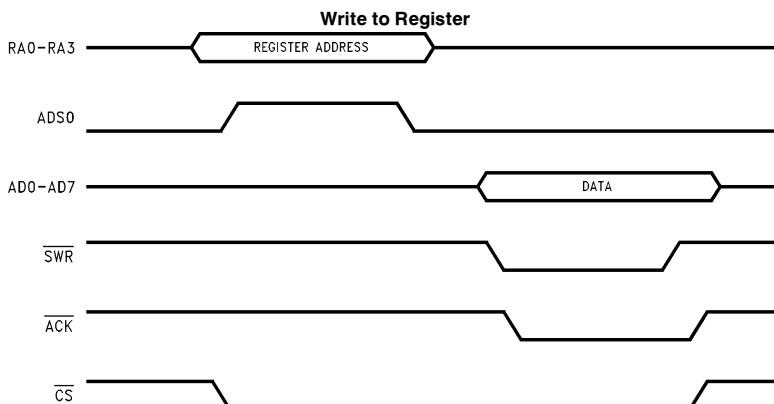 Write to Register
RA0-RA3
REGISTER ADDRESS
ADS0
AD0-AD7
DATA
SWR
ACK
CS